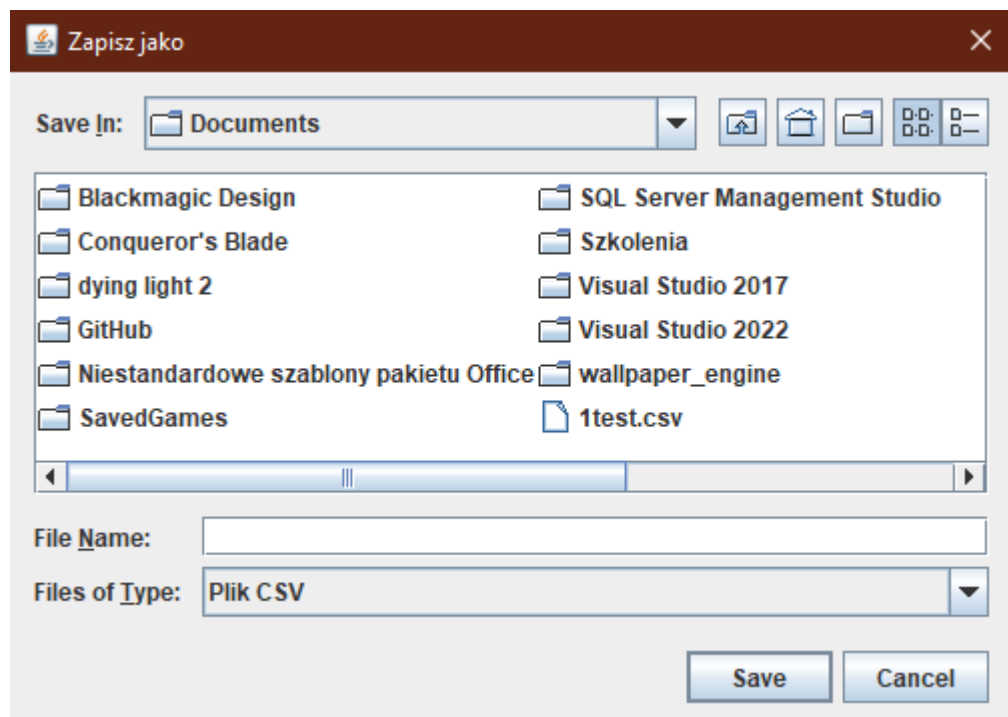 Zapisz jako
Save In: Documents
Blackmagic Design
Conqueror's Blade
dying light 2
GitHub
Niestandardowe szablony pakietu Office
SavedGames
SQL Server Management Studio
Szkolenia
Visual Studio 2017
Visual Studio 2022
wallpaper_engine
1test.csv
File Name:
Files of Type: Plik CSV
Save Cancel